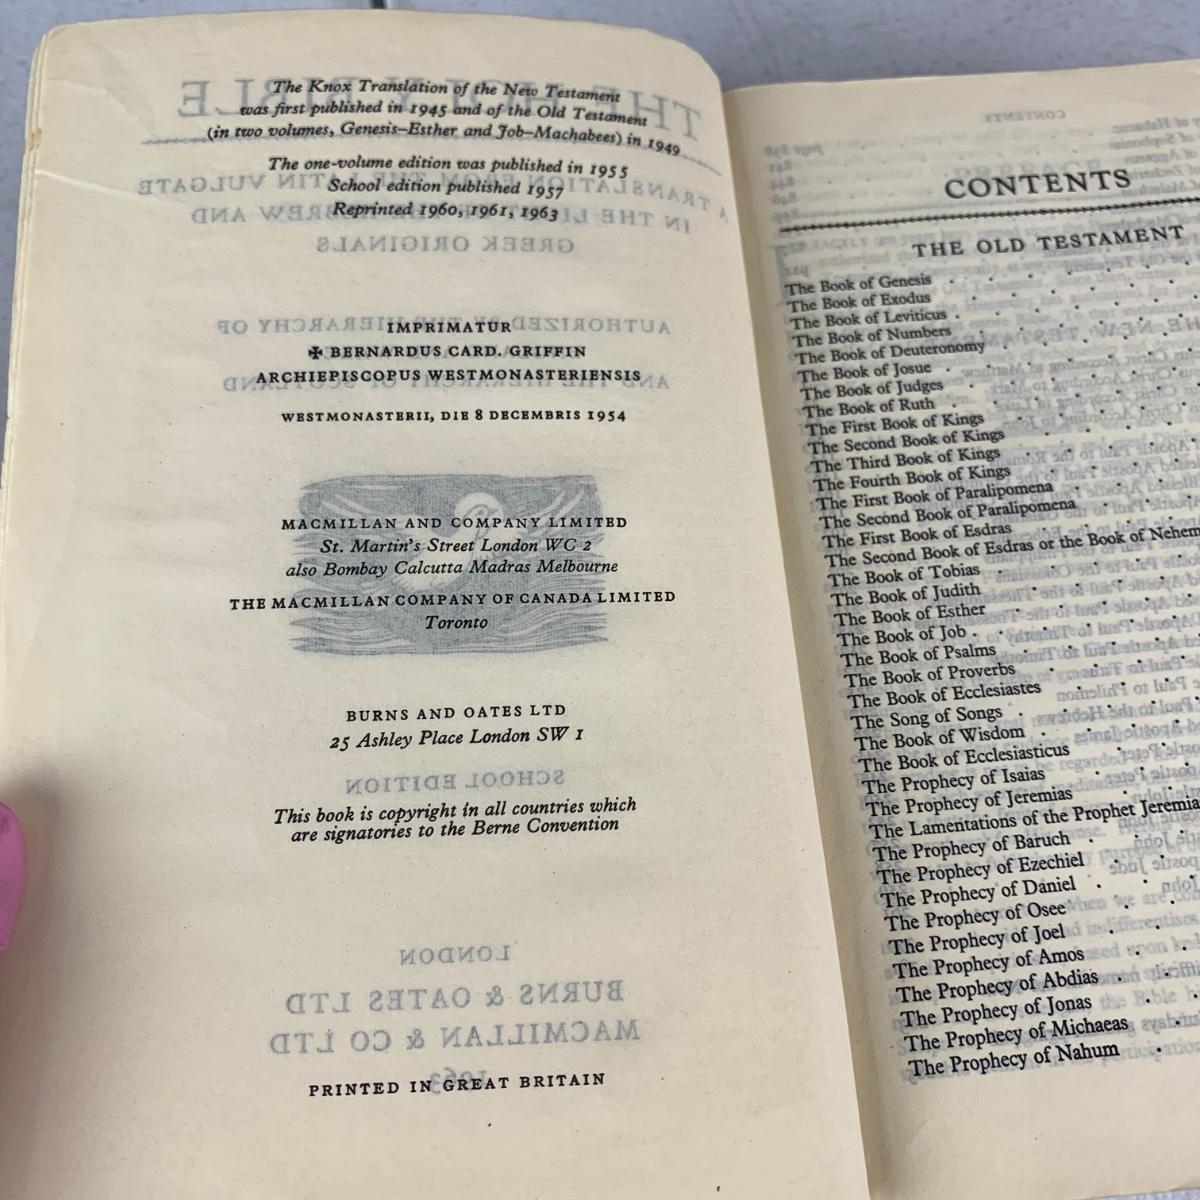 The Knox Translation of the New Testament
was first published in 1945 and of the Old Testament
(in two volumes, Genesis–Esther and Job–Machabees) in 1949
The one-volume edition was published in 1955
School edition published 1957
Reprinted 1960, 1961, 1963
IMPRIMATUR
✠ BERNARDUS CARD. GRIFFIN
ARCHIEPISCOPUS WESTMONASTERIENSIS
WESTMONASTERII, DIE 8 DECEMBRIS 1954
MACMILLAN AND COMPANY LIMITED
St. Martin's Street London WC 2
also Bombay Calcutta Madras Melbourne
THE MACMILLAN COMPANY OF CANADA LIMITED
Toronto
BURNS AND OATES LTD
25 Ashley Place London SW 1
This book is copyright in all countries which
are signatories to the Berne Convention
PRINTED IN GREAT BRITAIN
CONTENTS
THE OLD TESTAMENT
The Book of Genesis
The Book of Exodus
The Book of Leviticus
The Book of Numbers
The Book of Deuteronomy
The Book of Josue
The Book of Judges
The Book of Ruth
The First Book of Kings
The Second Book of Kings
The Third Book of Kings
The Fourth Book of Kings
The First Book of Paralipomena
The Second Book of Paralipomena
The First Book of Esdras
The Second Book of Esdras or the Book of Nehem
The Book of Tobias
The Book of Judith
The Book of Esther
The Book of Job
The Book of Psalms
The Book of Proverbs
The Book of Ecclesiastes
The Song of Songs
The Book of Wisdom
The Book of Ecclesiasticus
The Prophecy of Isaias
The Prophecy of Jeremias
The Lamentations of the Prophet Jeremia
The Prophecy of Baruch
The Prophecy of Ezechiel
The Prophecy of Daniel
The Prophecy of Osee
The Prophecy of Joel
The Prophecy of Amos
The Prophecy of Abdias
The Prophecy of Jonas
The Prophecy of Michaeas
The Prophecy of Nahum